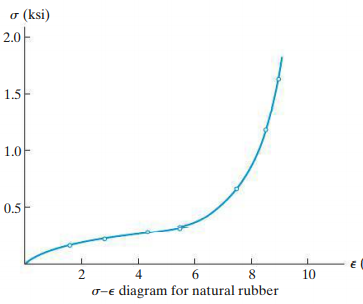 σ (ksi)
2.0
1.5
1.0
0.5
2 4 6 8 10
ϵ (
σ–ϵ diagram for natural rubber